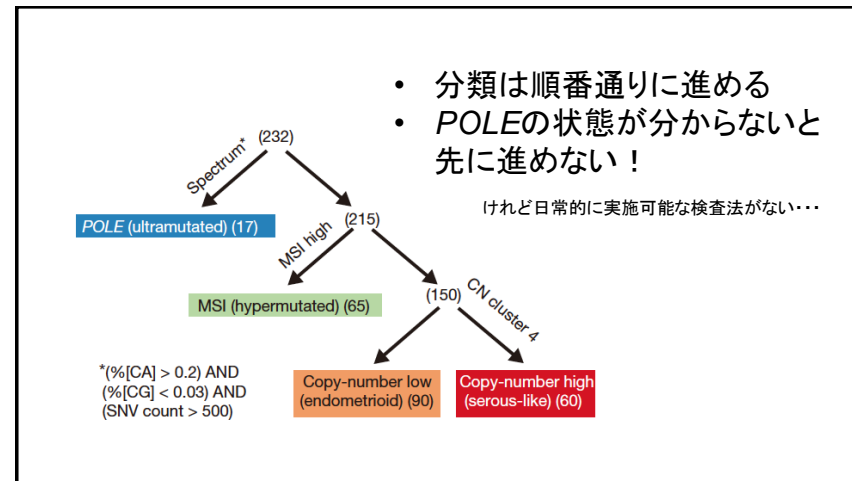 • 分類は順番通りに進める
• POLEの状態が分からないと
先に進めない！
けれど日常的に実施可能な検査法がない・・・
(232)
Spectrum*
POLE (ultramutated) (17)
(215)
MSI high
MSI (hypermutated) (65)
(150)
CN cluster 4
Copy-number low
(endometrioid) (90)
Copy-number high
(serous-like) (60)
*(%[CA] > 0.2) AND
(%[CG] < 0.03) AND
(SNV count > 500)